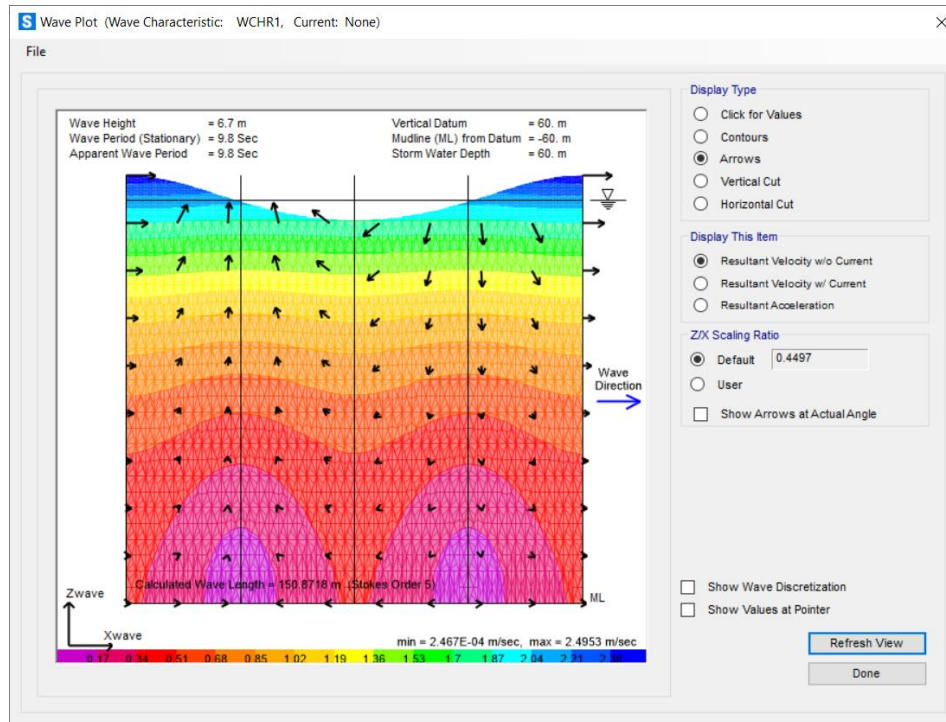 Wave Plot (Wave Characteristic: WCHR1, Current: None)
File
Wave Height = 6.7 m
Wave Period (Stationary) = 9.8 Sec
Apparent Wave Period = 9.8 Sec
Vertical Datum = 60. m
Mudline (ML) from Datum = -60. m
Storm Water Depth = 60. m
Wave
Direction
Calculated Wave Length = 150.8718 m (Stokes Order 5)
ML
Zwave
Xwave
min = 2.467E-04 m/sec, max = 2.4953 m/sec
0.17 0.34 0.51 0.68 0.85 1.02 1.19 1.36 1.53 1.7 1.87 2.04 2.21
Display Type
Click for Values
Contours
Arrows
Vertical Cut
Horizontal Cut
Display This Item
Resultant Velocity w/o Current
Resultant Velocity w/ Current
Resultant Acceleration
Z/X Scaling Ratio
Default 0.4497
User
Show Arrows at Actual Angle
Show Wave Discretization
Show Values at Pointer
Refresh View
Done